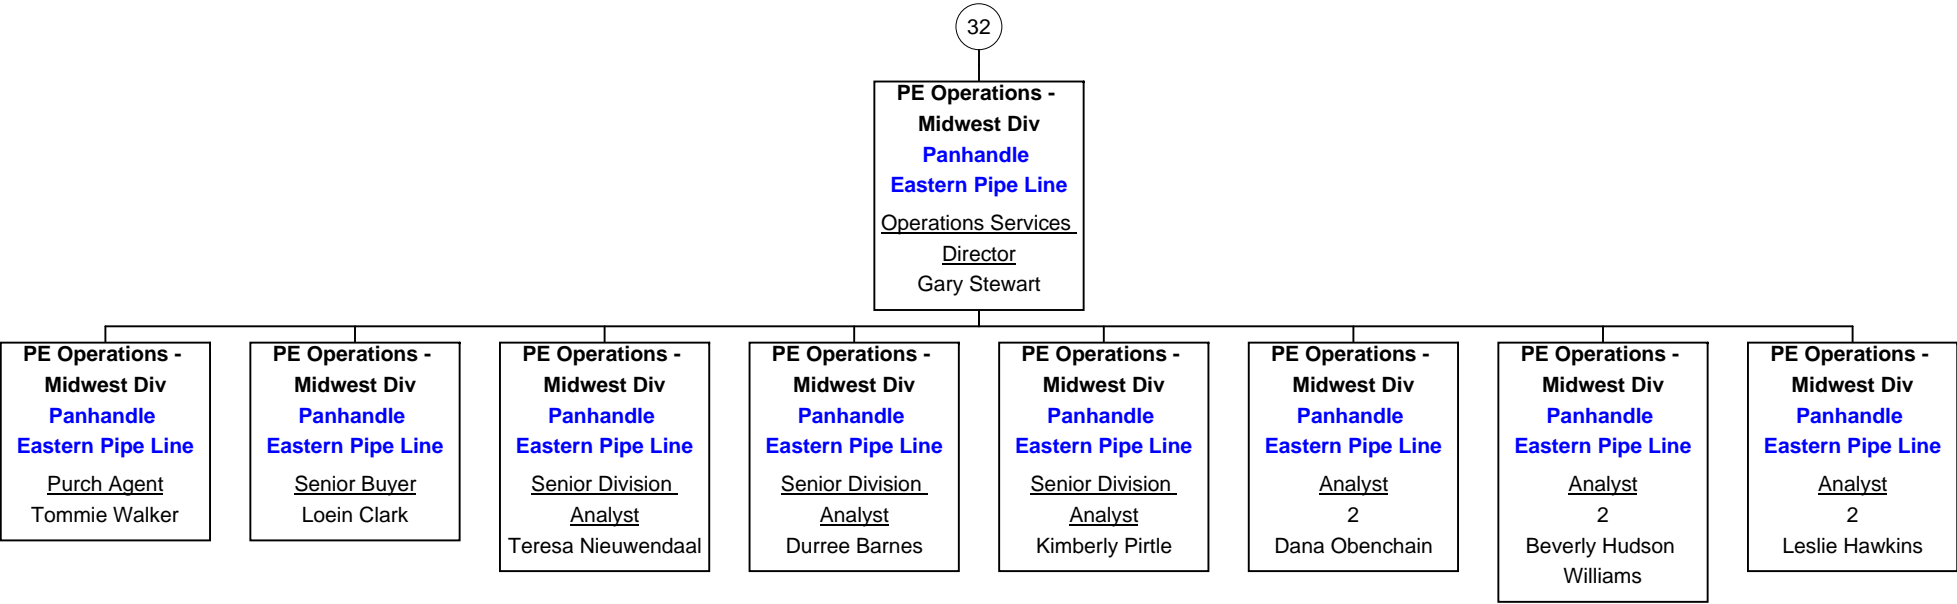 32
PE Operations -
Midwest Div
Panhandle
Eastern Pipe Line
Operations Services
Director
Gary Stewart
PE Operations -
Midwest Div
Panhandle
Eastern Pipe Line
Purch Agent
Tommie Walker
PE Operations -
Midwest Div
Panhandle
Eastern Pipe Line
Senior Buyer
Loein Clark
PE Operations -
Midwest Div
Panhandle
Eastern Pipe Line
Senior Division
Analyst
Teresa Nieuwendaal
PE Operations -
Midwest Div
Panhandle
Eastern Pipe Line
Senior Division
Analyst
Durree Barnes
PE Operations -
Midwest Div
Panhandle
Eastern Pipe Line
Senior Division
Analyst
Kimberly Pirtle
PE Operations -
Midwest Div
Panhandle
Eastern Pipe Line
Analyst
2
Dana Obenchain
PE Operations -
Midwest Div
Panhandle
Eastern Pipe Line
Analyst
2
Beverly Hudson
Williams
PE Operations -
Midwest Div
Panhandle
Eastern Pipe Line
Analyst
2
Leslie Hawkins